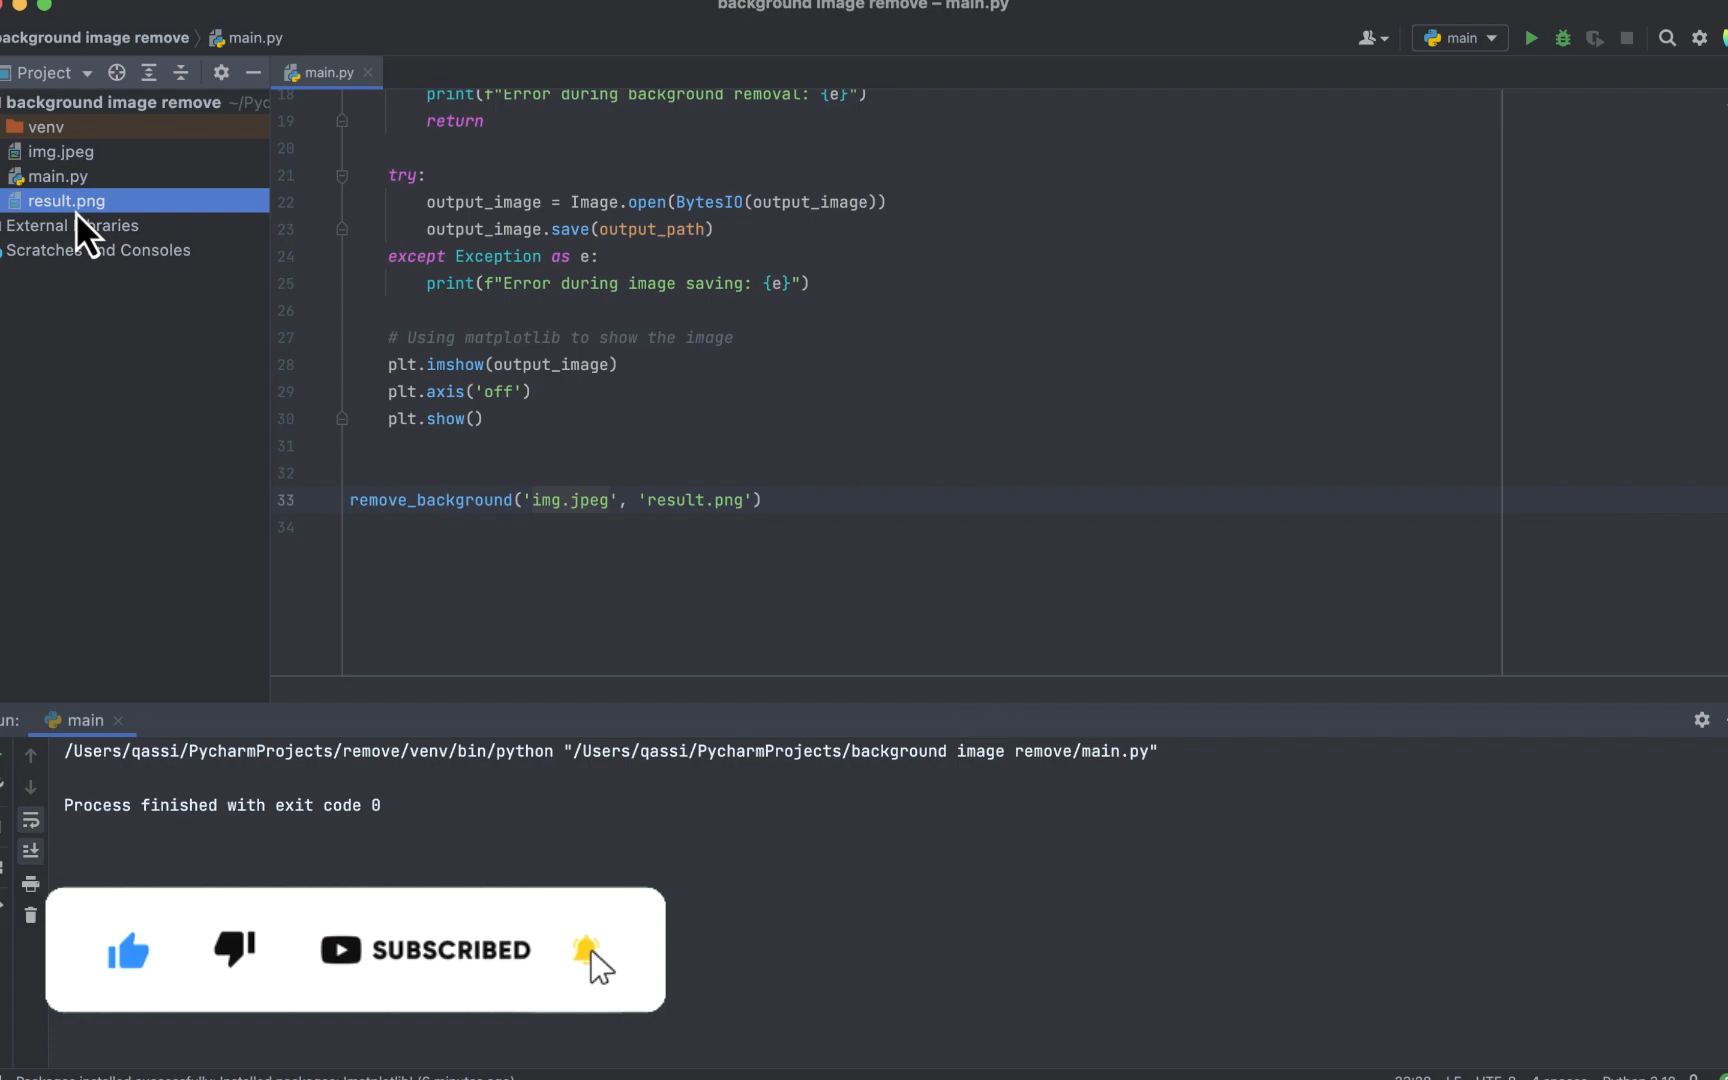 background image remove – main.py
background image remove
main.py
main
Project
main.py
background image remove ~/Pyc
venv
img.jpeg
main.py
result.png
External
Scratches
nd Consoles
18 print(f"Error during background removal: {e}")
19 return
20
21 try:
22 output_image = Image.open(BytesIO(output_image))
23 output_image.save(output_path)
24 except Exception as e:
25 print(f"Error during image saving: {e}")
26
27 # Using matplotlib to show the image
28 plt.imshow(output_image)
29 plt.axis('off')
30 plt.show()
31
32
33 remove_background('img.jpeg', 'result.png')
34
un:
main
/Users/qassi/PycharmProjects/remove/venv/bin/python "/Users/qassi/PycharmProjects/background image remove/main.py"
Process finished with exit code 0
SUBSCRIBED